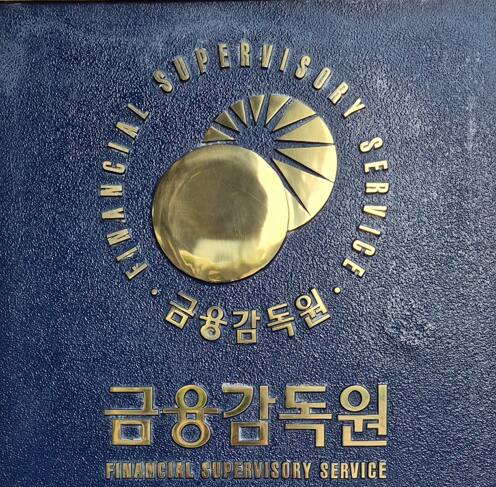 · FINANCIAL SUPERVISORY SERVICE ·
금융감독원
금융감독원
FINANCIAL SUPERVISORY SERVICE